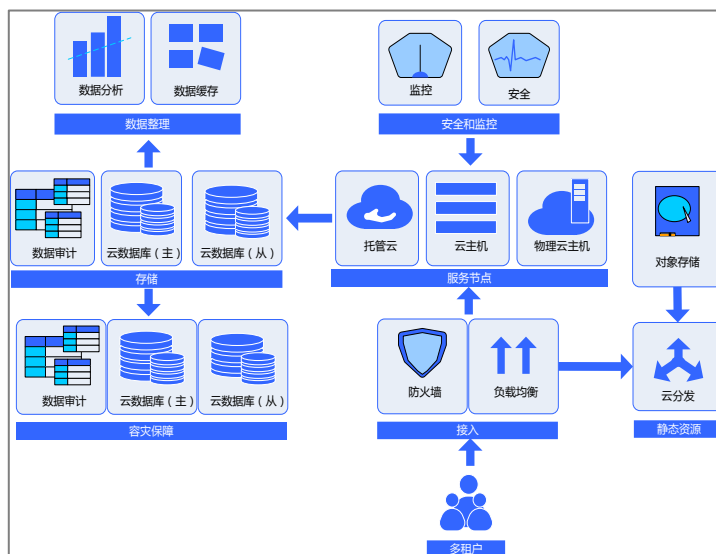 数据分析
数据缓存
数据整理
监控
安全
安全和监控
数据审计
云数据库（主）
云数据库（从）
存储
托管云
云主机
物理云主机
服务节点
对象存储
数据审计
云数据库（主）
云数据库（从）
容灾保障
防火墙
负载均衡
接入
云分发
静态资源
多租户